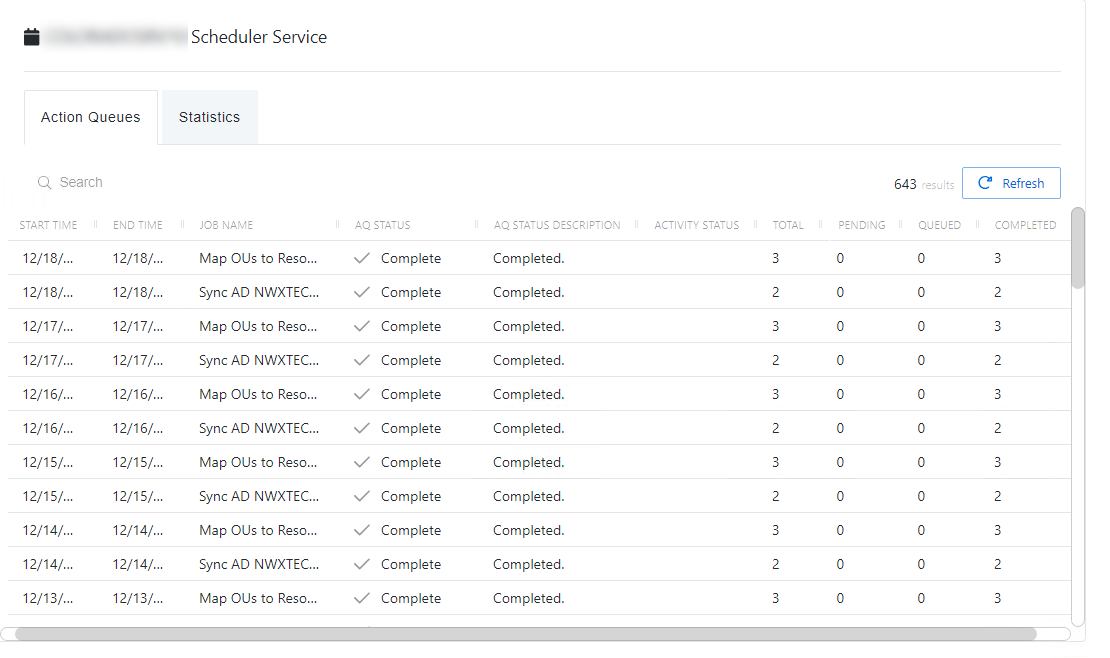 Scheduler Service
Action Queues Statistics
Search 643 results Refresh
START TIME END TIME JOB NAME AQ STATUS AQ STATUS DESCRIPTION ACTIVITY STATUS TOTAL PENDING QUEUED COMPLETED
12/18/... 12/18/... Map OUs to Reso... Complete Completed. 3 0 0 3
12/18/... 12/18/... Sync AD NWXTEC... Complete Completed. 2 0 0 2
12/17/... 12/17/... Map OUs to Reso... Complete Completed. 3 0 0 3
12/17/... 12/17/... Sync AD NWXTEC... Complete Completed. 2 0 0 2
12/16/... 12/16/... Map OUs to Reso... Complete Completed. 3 0 0 3
12/16/... 12/16/... Sync AD NWXTEC... Complete Completed. 2 0 0 2
12/15/... 12/15/... Map OUs to Reso... Complete Completed. 3 0 0 3
12/15/... 12/15/... Sync AD NWXTEC... Complete Completed. 2 0 0 2
12/14/... 12/14/... Map OUs to Reso... Complete Completed. 3 0 0 3
12/14/... 12/14/... Sync AD NWXTEC... Complete Completed. 2 0 0 2
12/13/... 12/13/... Map OUs to Reso... Complete Completed. 3 0 0 3